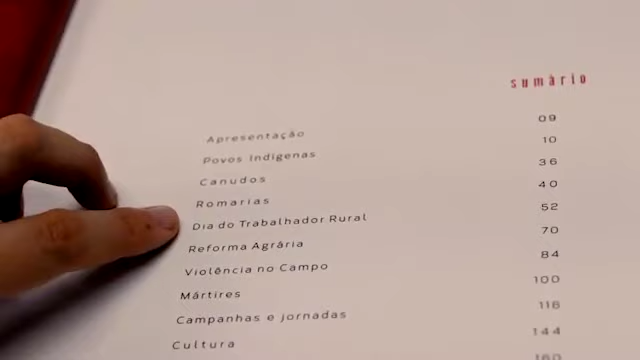 sumário
Apresentação 09
Povos Indígenas 10
Canudos 36
Romarias 40
Dia do Trabalhador Rural 52
Reforma Agrária 70
Violência no Campo 84
Mártires 100
Campanhas e jornadas 118
Cultura 144